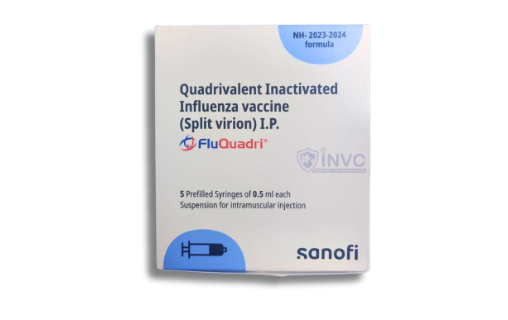 NH- 2023-2024
formula
Quadrivalent Inactivated
Influenza vaccine
(Split virion) I.P.
FluQuadri®
INVC
5 Prefilled Syringes of 0.5 ml each
Suspension for intramuscular injection
sanofi